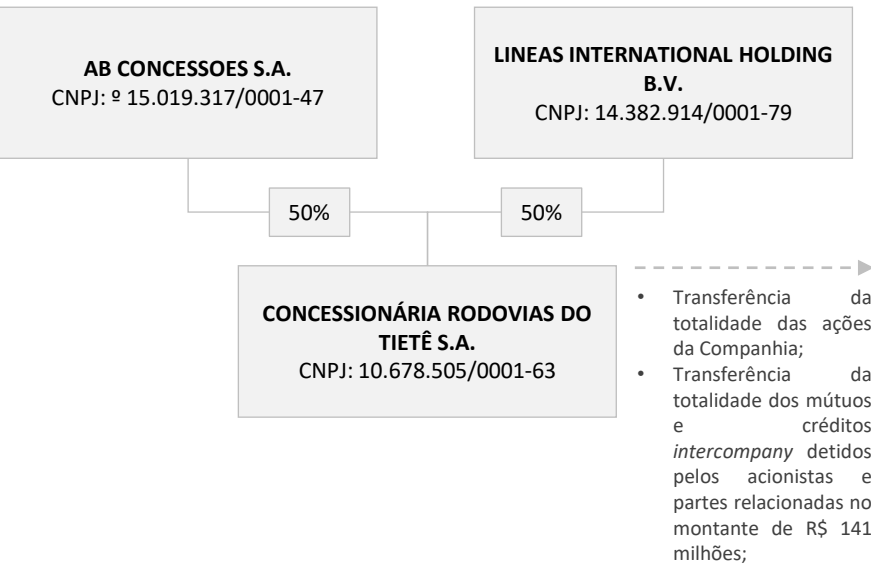 AB CONCESSOES S.A.
CNPJ: º 15.019.317/0001-47
LINEAS INTERNATIONAL HOLDING
B.V.
CNPJ: 14.382.914/0001-79
50%
50%
CONCESSIONÁRIA RODOVIAS DO
TIETÊ S.A.
CNPJ: 10.678.505/0001-63
• Transferência da
totalidade das ações
da Companhia;
• Transferência da
totalidade dos mútuos
e créditos
intercompany detidos
pelos acionistas e
partes relacionadas no
montante de R$ 141
milhões;